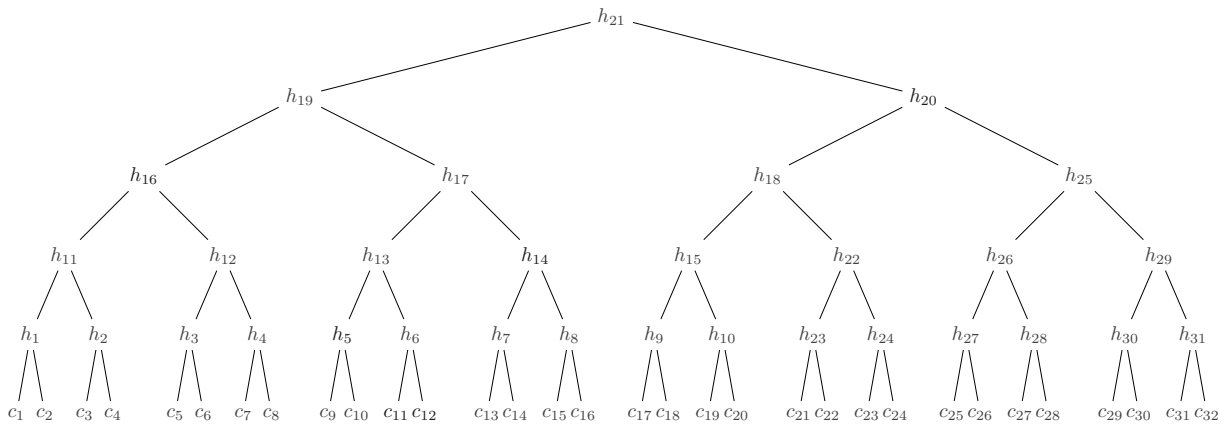 h₂₁
h₁₉ h₂₀
h₁₆ h₁₇ h₁₈ h₂₅
h₁₁ h₁₂ h₁₃ h₁₄ h₁₅ h₂₂ h₂₆ h₂₉
h₁ h₂ h₃ h₄ h₅ h₆ h₇ h₈ h₉ h₁₀ h₂₃ h₂₄ h₂₇ h₂₈ h₃₀ h₃₁
c₁ c₂ c₃ c₄ c₅ c₆ c₇ c₈ c₉ c₁₀ c₁₁ c₁₂ c₁₃ c₁₄ c₁₅ c₁₆ c₁₇ c₁₈ c₁₉ c₂₀ c₂₁ c₂₂ c₂₃ c₂₄ c₂₅ c₂₆ c₂₇ c₂₈ c₂₉ c₃₀ c₃₁ c₃₂